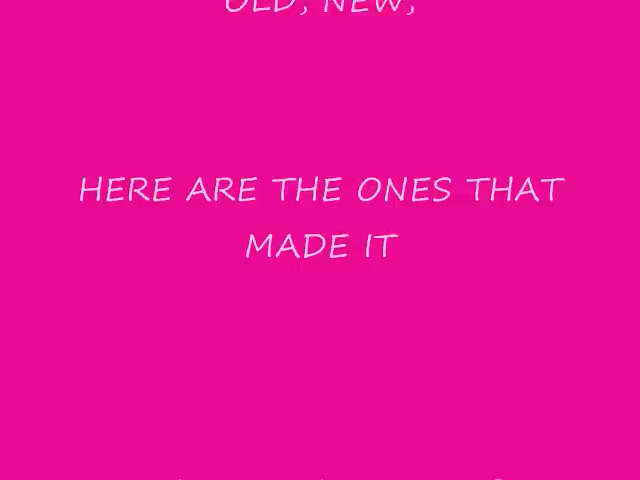 OLD, NEW,
HERE ARE THE ONES THAT
MADE IT